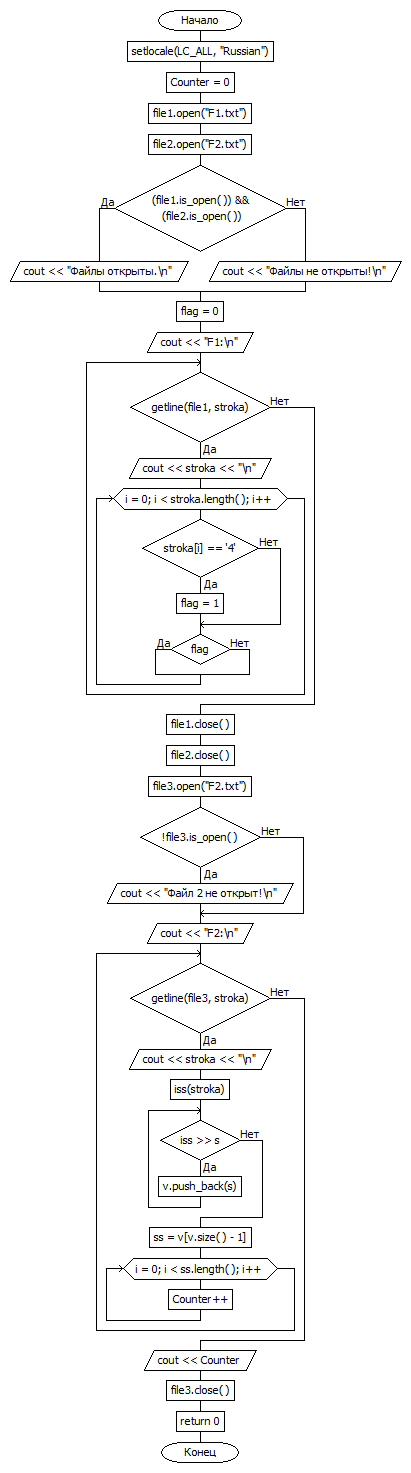 Начало
setlocale(LC_ALL, "Russian")
Counter = 0
file1.open("F1.txt")
file2.open("F2.txt")
(file1.is_open()) &&
(file2.is_open())
Да
Нет
cout << "Файлы открыты.\n"
cout << "Файлы не открыты!\n"
flag = 0
cout << "F1:\n"
getline(file1, stroka)
Нет
Да
cout << stroka << "\n"
i = 0; i < stroka.length(); i++
stroka[i] == '4'
Нет
Да
flag = 1
Да
flag
Нет
file1.close()
file2.close()
file3.open("F2.txt")
!file3.is_open()
Нет
Да
cout << "Файл 2 не открыт!\n"
cout << "F2:\n"
getline(file3, stroka)
Нет
Да
cout << stroka << "\n"
iss(stroka)
iss >> s
Нет
Да
v.push_back(s)
ss = v[v.size() - 1]
i = 0; i < ss.length(); i++
Counter++
cout << Counter
file3.close()
return 0
Конец